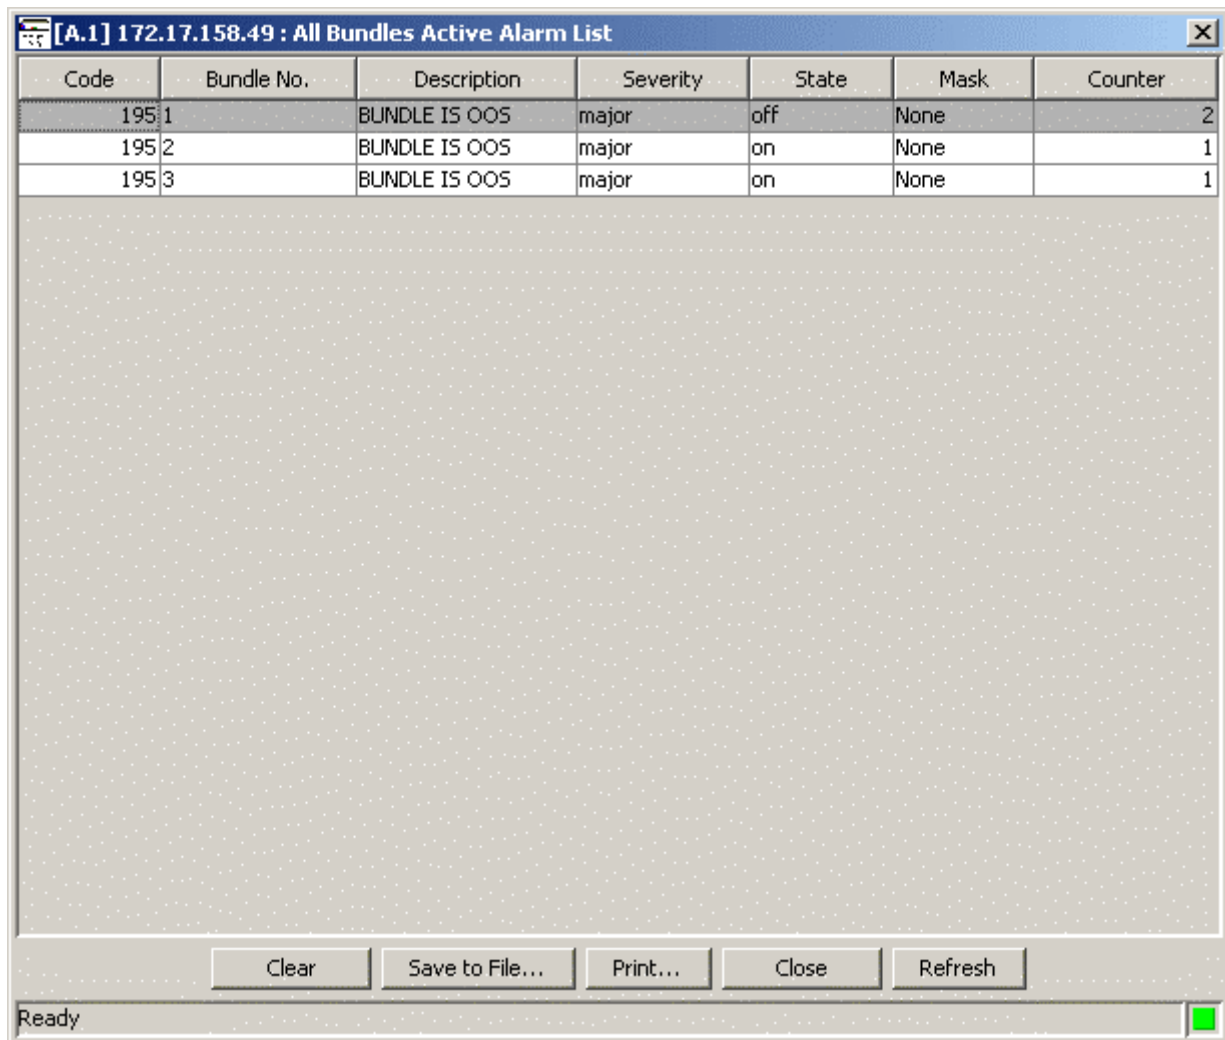 [A.1] 172.17.158.49 : All Bundles Active Alarm List
Code Bundle No. Description Severity State Mask Counter
195 1 BUNDLE IS OOS major off None 2
195 2 BUNDLE IS OOS major on None 1
195 3 BUNDLE IS OOS major on None 1
Clear Save to File... Print... Close Refresh
Ready